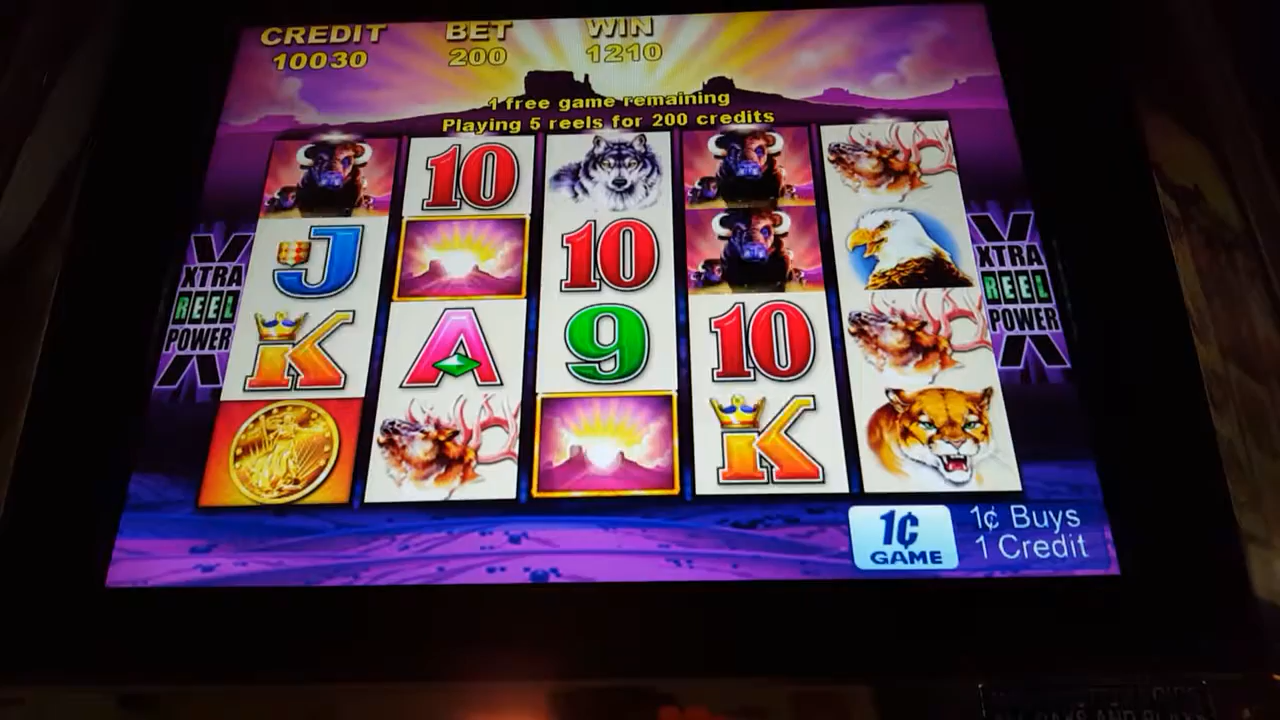 CREDIT BET WIN
10030 200 1210
1 free game remaining
Playing 5 reels for 200 credits
10
J 10
K A 9 10
K
XTRA
REEL
POWER
XTRA
REEL
POWER
1¢
GAME
1¢ Buys
1 Credit